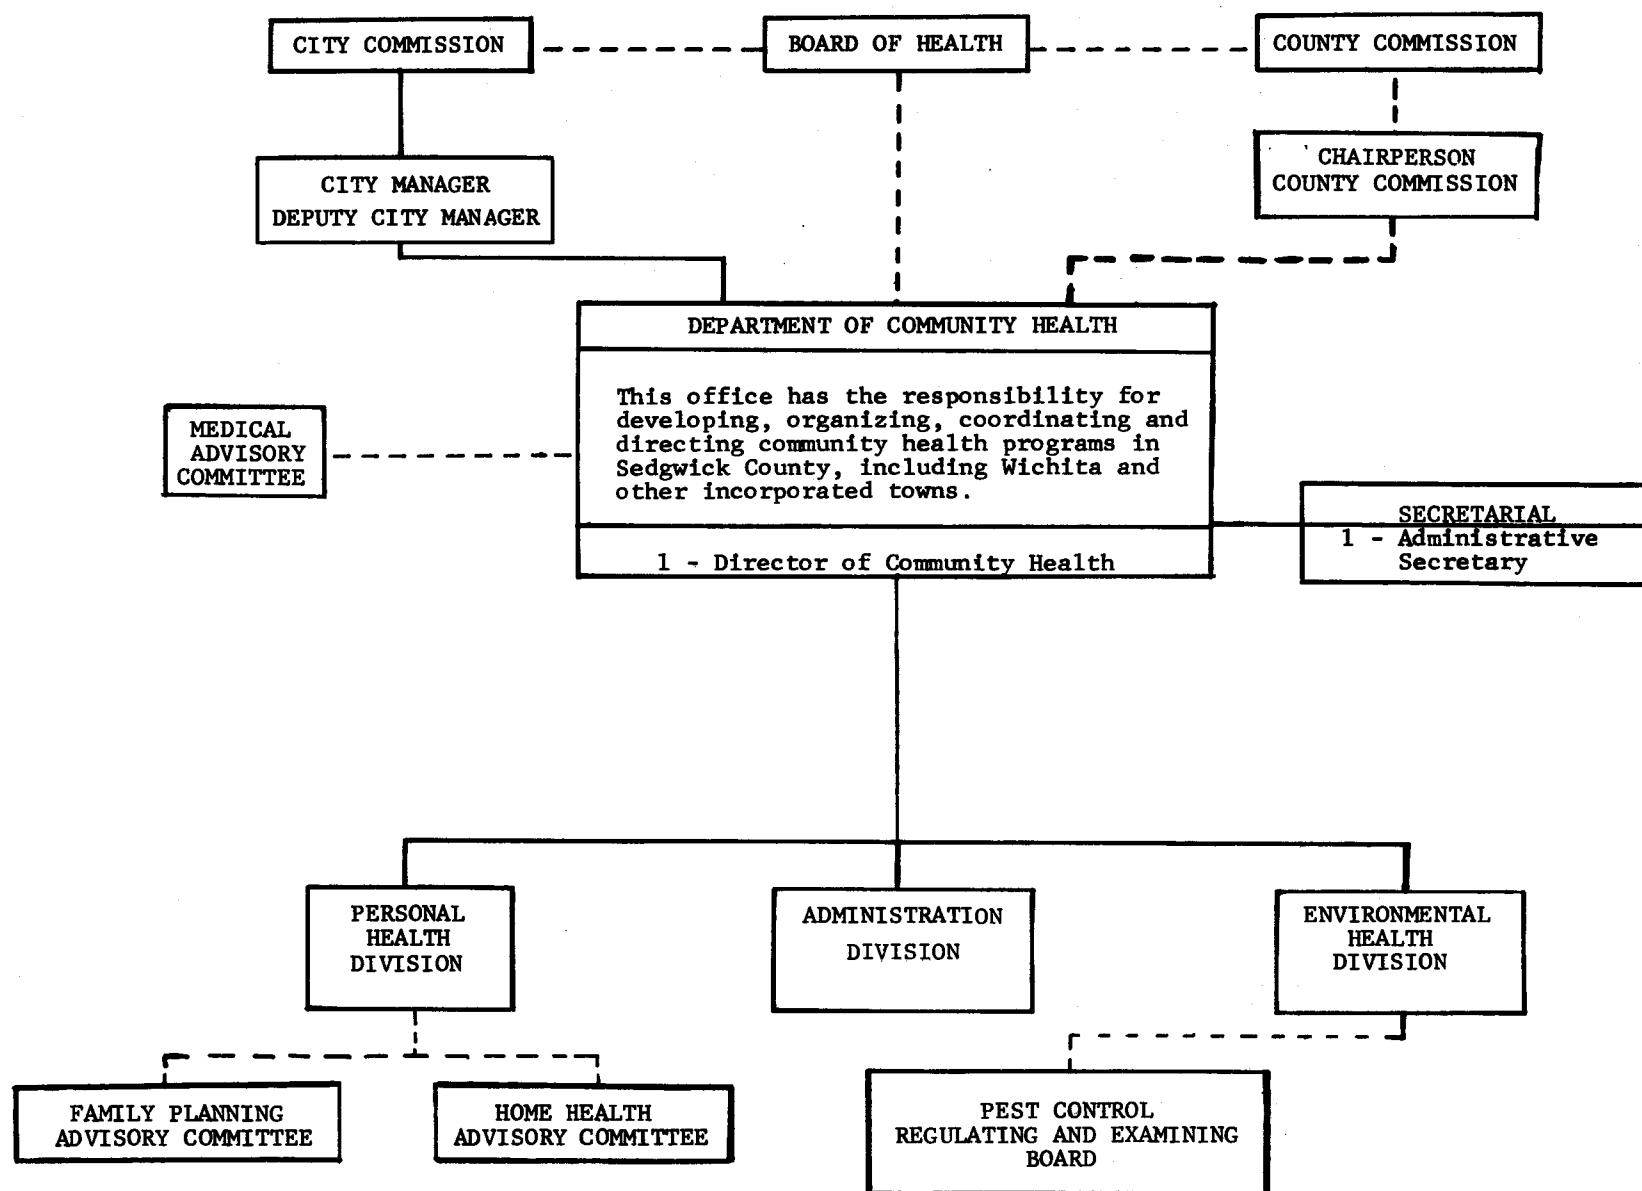 CITY COMMISSION
BOARD OF HEALTH
COUNTY COMMISSION
CITY MANAGER
DEPUTY CITY MANAGER
CHAIRPERSON
COUNTY COMMISSION
DEPARTMENT OF COMMUNITY HEALTH
This office has the responsibility for
developing, organizing, coordinating and
directing community health programs in
Sedgwick County, including Wichita and
other incorporated towns.
1 - Director of Community Health
MEDICAL
ADVISORY
COMMITTEE
SECRETARIAL
1 - Administrative
Secretary
PERSONAL
HEALTH
DIVISION
ADMINISTRATION
DIVISION
ENVIRONMENTAL
HEALTH
DIVISION
FAMILY PLANNING
ADVISORY COMMITTEE
HOME HEALTH
ADVISORY COMMITTEE
PEST CONTROL
REGULATING AND EXAMINING
BOARD